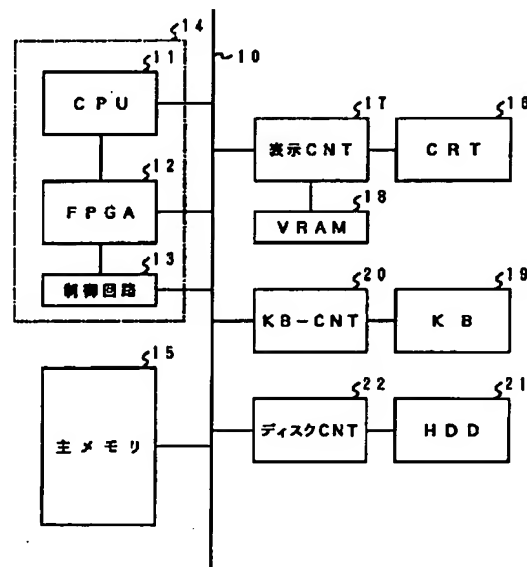 14
11
10
CPU
17
16
表示CNT
CRT
12
18
FPGA
VRAM
13
制御回路
20
19
KB-CNT
KB
15
22
21
主メモリ
ディスクCNT
HDD